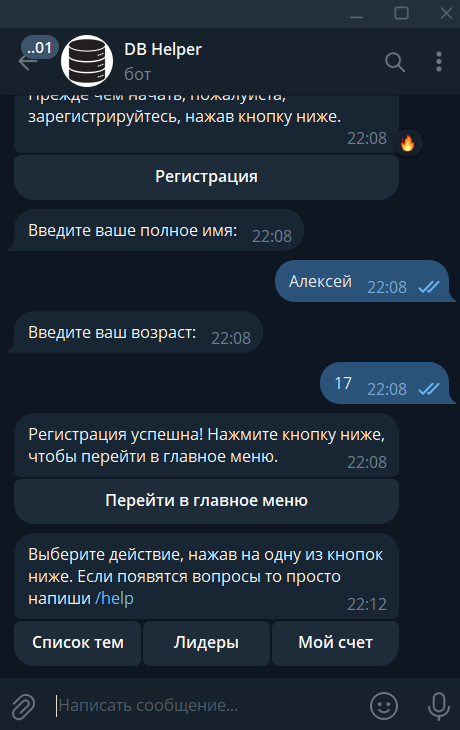 ..01
DB Helper
бот
Прежде чем начать, пожалуйста,
зарегистрируйтесь, нажав кнопку ниже.
22:08
Регистрация
Введите ваше полное имя: 22:08
Алексей 22:08
Введите ваш возраст: 22:08
17 22:08
Регистрация успешна! Нажмите кнопку ниже,
чтобы перейти в главное меню. 22:08
Перейти в главное меню
Выберите действие, нажав на одну из кнопок
ниже. Если появятся вопросы то просто
напиши /help 22:12
Список тем Лидеры Мой счет
Написать сообщение...